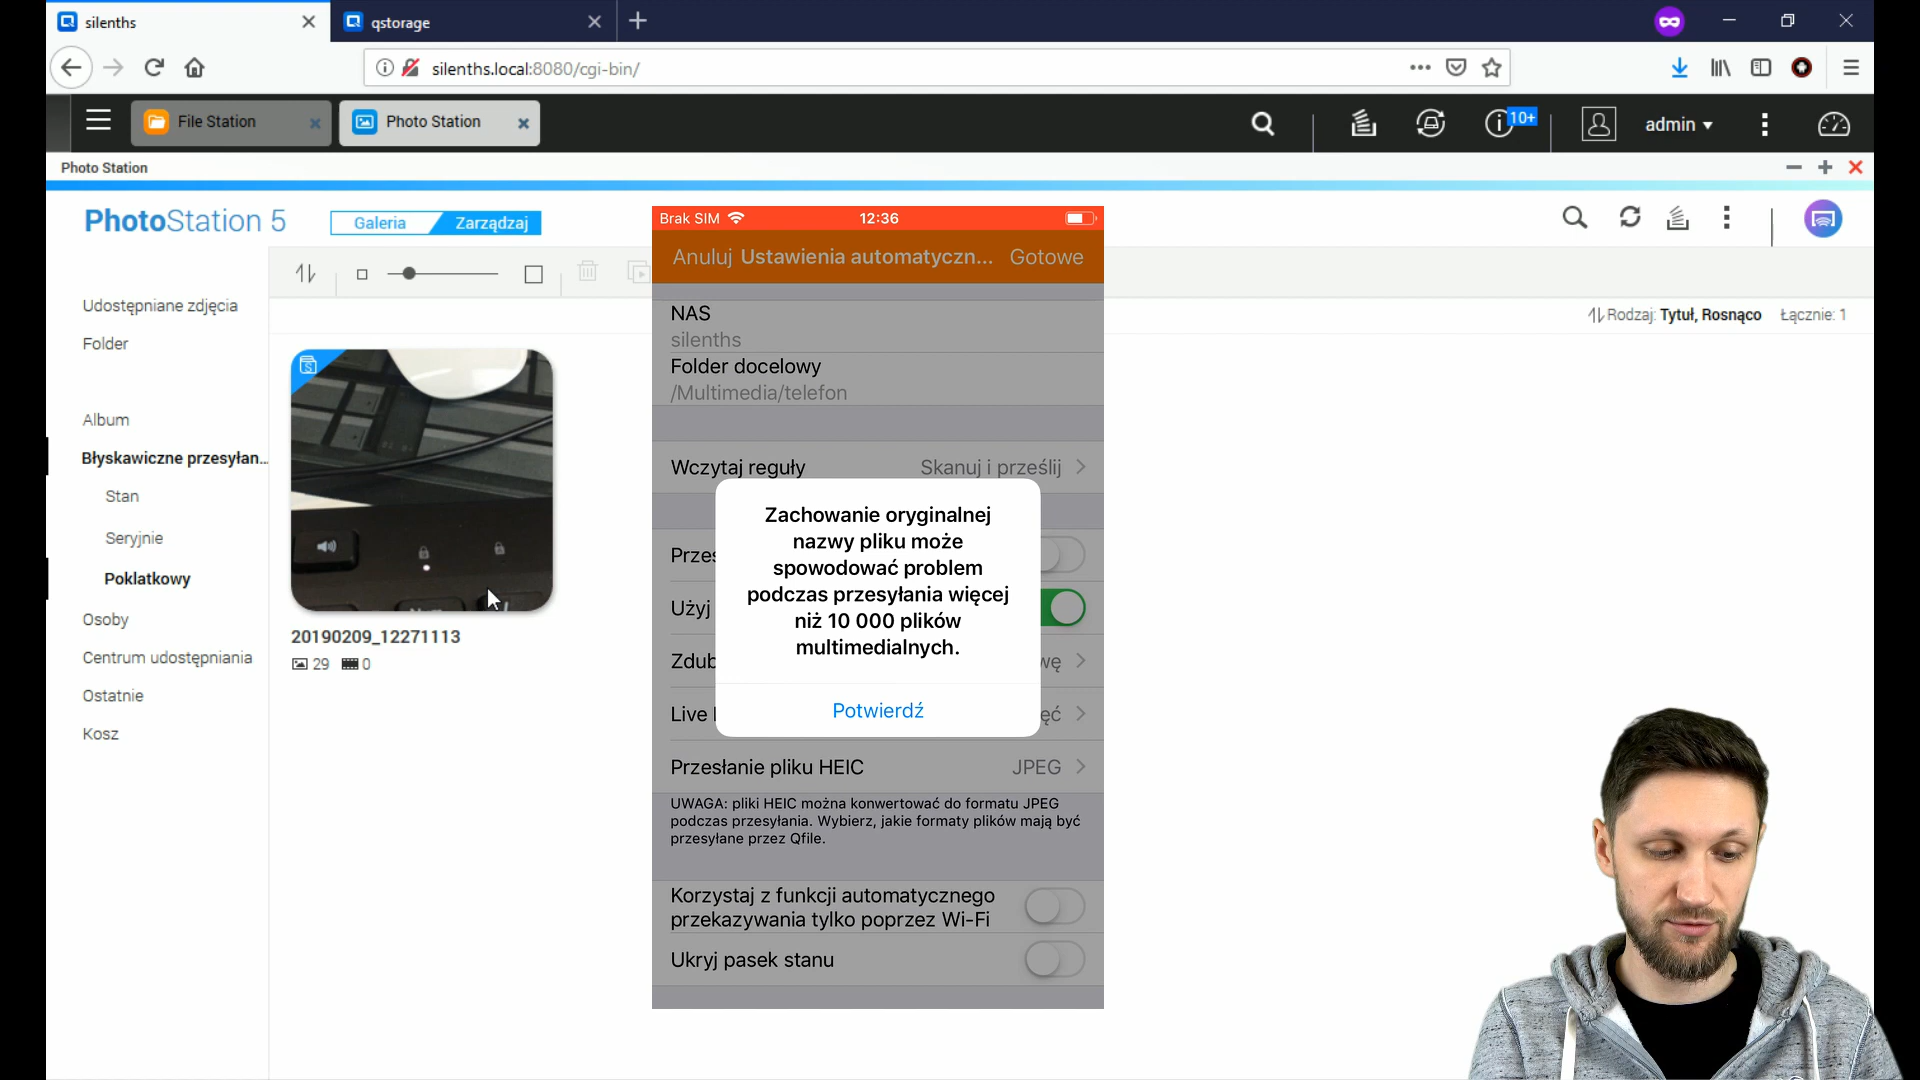 silenths
qstorage
silenths.local:8080/cgi-bin/
File Station
Photo Station
10+
admin
Photo Station
PhotoStation 5
Galeria
Zarządzaj
Rodzaj: Tytuł, Rosnąco
Łącznie: 1
Udostępniane zdjęcia
Folder
Album
Błyskawiczne przesyłan...
Stan
Seryjnie
Poklatkowy
Osoby
Centrum udostępniania
Ostatnie
Kosz
20190209_12271113
29
0
Brak SIM
12:36
Anuluj
Ustawienia automatyczn...
Gotowe
NAS
silenths
Folder docelowy
/Multimedia/telefon
Wczytaj reguły
Skanuj i prześlij
Zachowanie oryginalnej
nazwy pliku może
spowodować problem
podczas przesyłania więcej
niż 10 000 plików
multimedialnych.
Potwierdź
Użyj
Live
Przesłanie pliku HEIC
JPEG
UWAGA: pliki HEIC można konwertować do formatu JPEG
podczas przesyłania. Wybierz, jakie formaty plików mają być
przesyłane przez Qfile.
Korzystaj z funkcji automatycznego
przekazywania tylko poprzez Wi-Fi
Ukryj pasek stanu